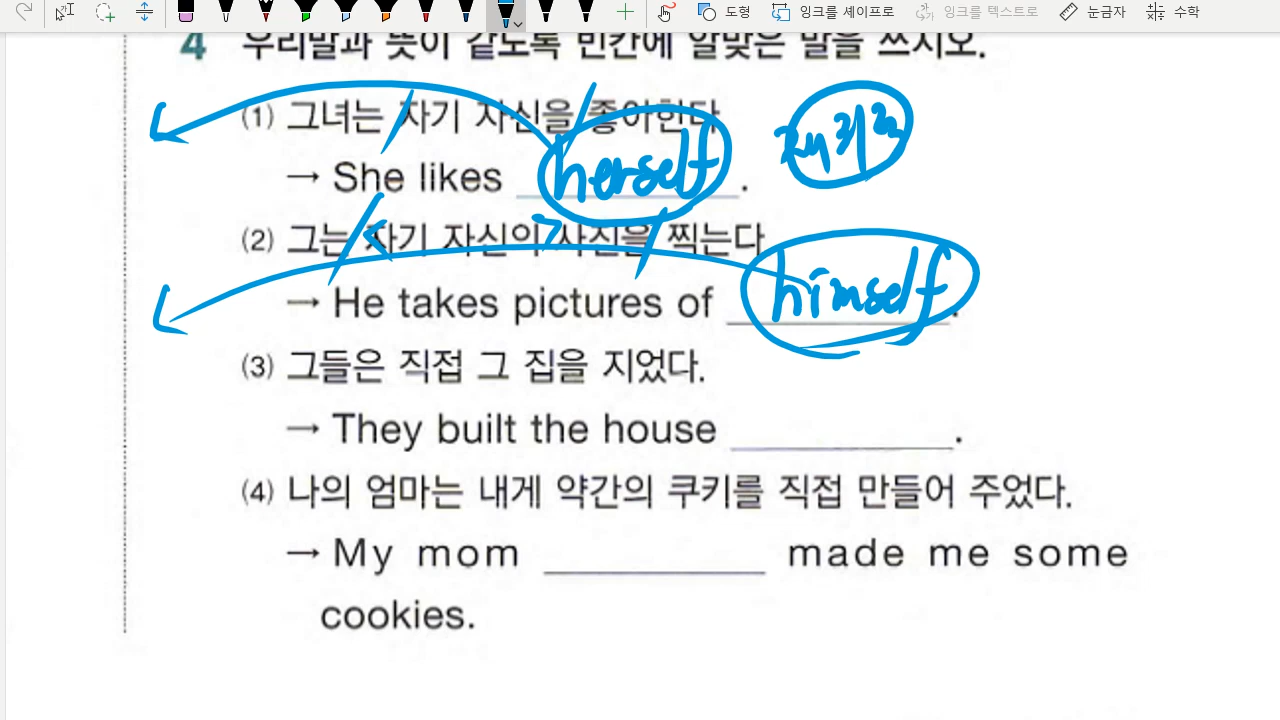 도형 잉크를 셰이프로 잉크를 텍스트로 눈금자 수학
4 우리말과 뜻이 같도록 빈칸에 알맞은 말을 쓰시오.
(1) 그녀는 자기 자신을 좋아한다
→ She likes herself.
(2) 그는 자기 자신의 사진을 찍는다
→ He takes pictures of himself.
(3) 그들은 직접 그 집을 지었다.
→ They built the house ____________.
(4) 나의 엄마는 내게 약간의 쿠키를 직접 만들어 주었다.
→ My mom ____________ made me some
cookies.